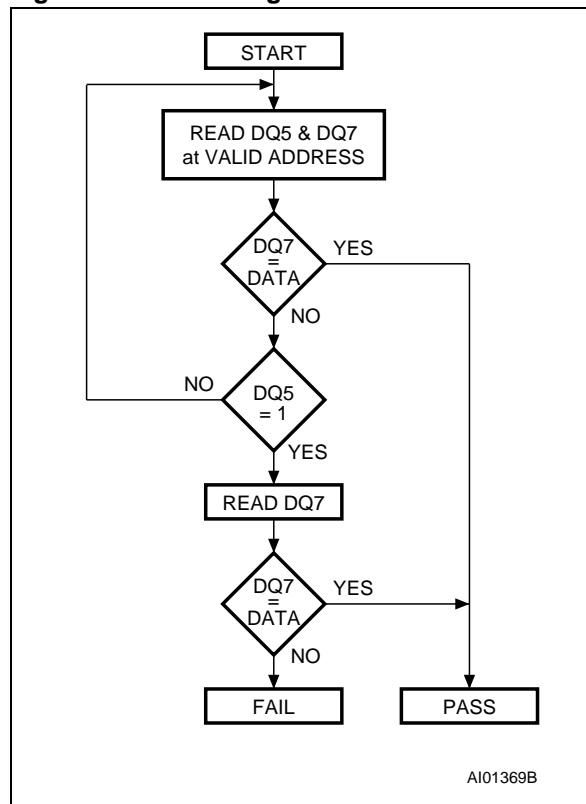 START
READ DQ5 & DQ7
at VALID ADDRESS
DQ7
=
DATA
YES
NO
NO
DQ5
= 1
YES
READ DQ7
DQ7
=
DATA
YES
NO
FAIL
PASS
AI01369B